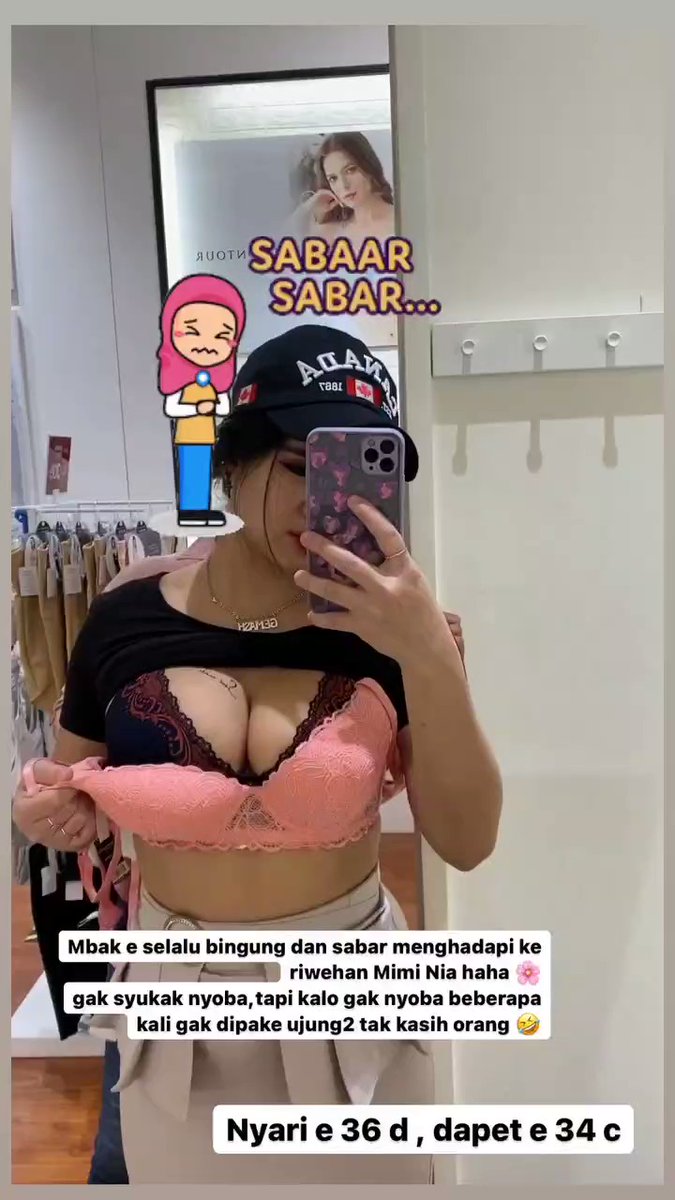 NTOUR
SABAAR
SABAR...
CANADA
1867
GEMASH
Mbak e selalu bingung dan sabar menghadapi ke
riwehan Mimi Nia haha 🌸
gak syukak nyoba,tapi kalo gak nyoba beberapa
kali gak dipake ujung2 tak kasih orang 🤣
Nyari e 36 d , dapet e 34 c